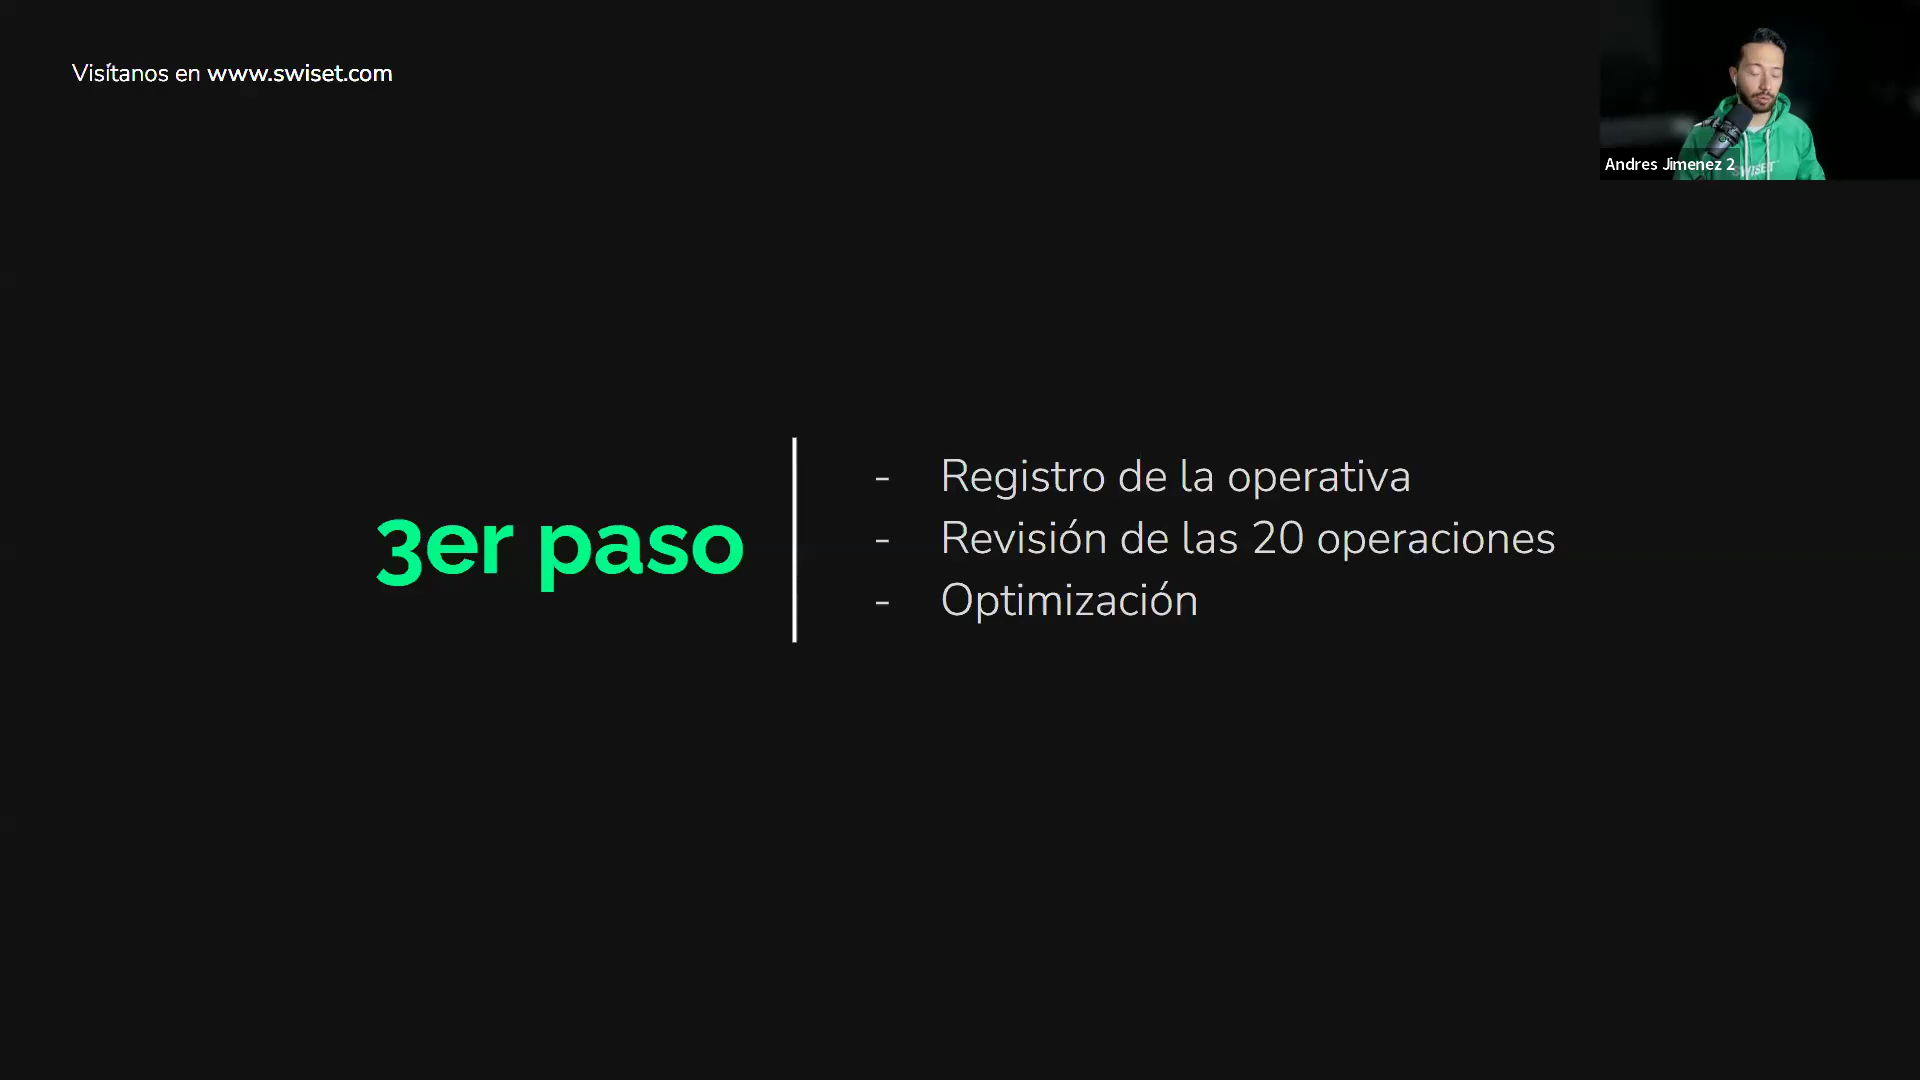 Visítanos en www.swiset.com
Andres Jimenez 2
SWISET
3er paso
- Registro de la operativa
- Revisión de las 20 operaciones
- Optimización